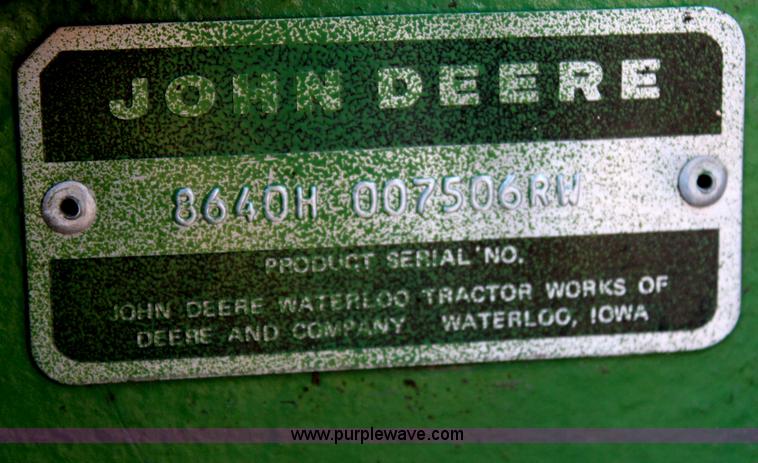 JOHN DEERE
8640H 007506RW
PRODUCT SERIAL NO.
JOHN DEERE WATERLOO TRACTOR WORKS OF
DEERE AND COMPANY WATERLOO, IOWA
www.purplewave.com